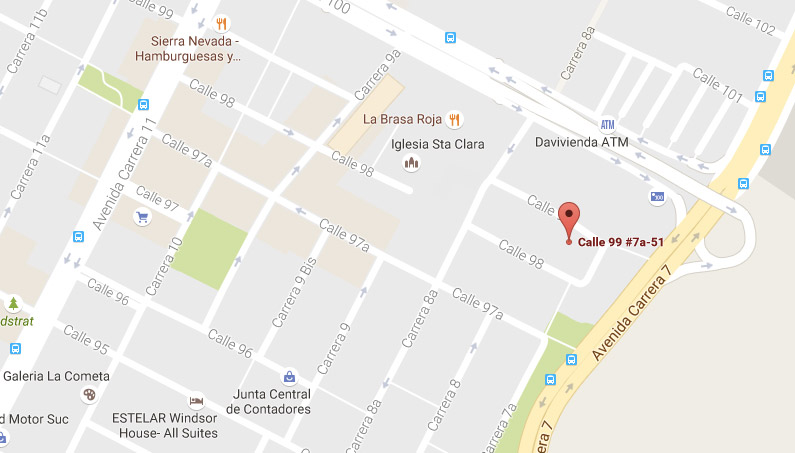 Calle 99
100
Calle 102
Sierra Nevada -
Hamburguesas y...
Carrera 11b
Carrera 9a
Carrera 8a
Calle 101
Calle 98
La Brasa Roja
ATM
Davivienda ATM
Iglesia Sta Clara
Avenida Carrera 11
Carrera 11a
Calle 97a
Calle 98
Calle 97
Calle
Calle 99 #7a-51
Carrera 10
Calle 97a
Calle 98
Calle 96
Carrera 9 Bis
Carrera 9
Carrera 8a
Calle 97a
Avenida Carrera 7
dstrat
Calle 95
Calle 96
Carrera 8
Galeria La Cometa
Junta Central
de Contadores
d Motor Suc
ESTELAR Windsor
House- All Suites
Carrera 8a
Carrera 7a
rera 7